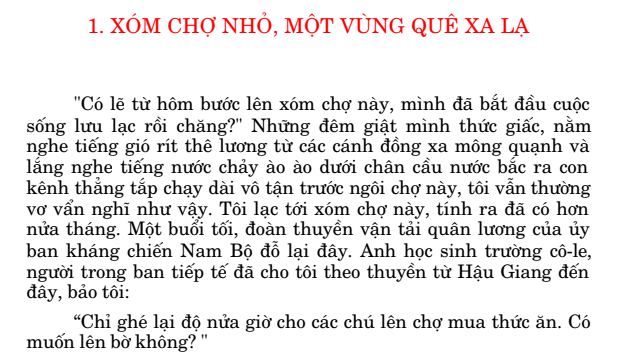 1. XÓM CHỢ NHỎ, MỘT VÙNG QUÊ XA LẠ
"Có lẽ từ hôm bước lên xóm chợ này, mình đã bắt đầu cuộc
sống lưu lạc rồi chăng?" Những đêm giật mình thức giấc, nằm
nghe tiếng gió rít thê lương từ các cánh đồng xa mông quạnh và
lắng nghe tiếng nước chảy ào ào dưới chân cầu nước bắc ra con
kênh thẳng tắp chạy dài vô tận trước ngôi chợ này, tôi vẫn thường
vơ vẩn nghĩ như vậy. Tôi lạc tới xóm chợ này, tính ra đã có hơn
nửa tháng. Một buổi tối, đoàn thuyền vận tải quân lương của ủy
ban kháng chiến Nam Bộ đỗ lại đây. Anh học sinh trường cô-le,
người trong ban tiếp tế đã cho tôi theo thuyền từ Hậu Giang đến
đây, bảo tôi:
“Chỉ ghé lại độ nửa giờ cho các chú lên chợ mua thức ăn. Có
muốn lên bờ không? "